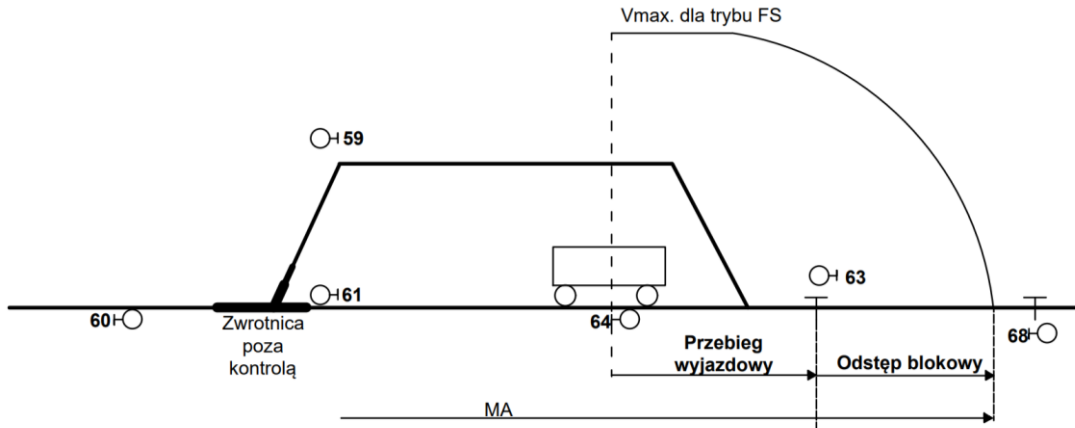 Vmax. dla trybu FS
59
61
63
60
Zwrotnica
poza
kontrolą
64
68
Przebieg
wyjazdowy
Odstęp blokowy
MA